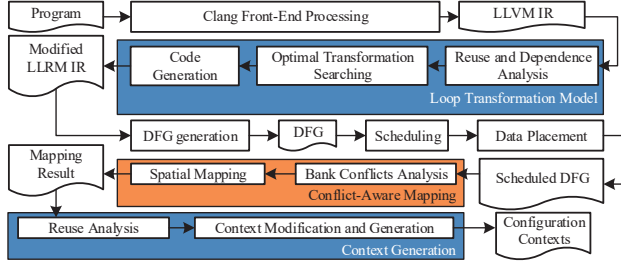 Program
Clang Front-End Processing
LLVM IR
Modified
LLRM IR
Code
Generation
Optimal Transformation
Searching
Reuse and Dependence
Analysis
Loop Transformation Model
DFG generation
DFG
Scheduling
Data Placement
Mapping
Result
Spatial Mapping
Bank Conflicts Analysis
Conflict-Aware Mapping
Scheduled DFG
Reuse Analysis
Context Modification and Generation
Context Generation
Configuration
Contexts